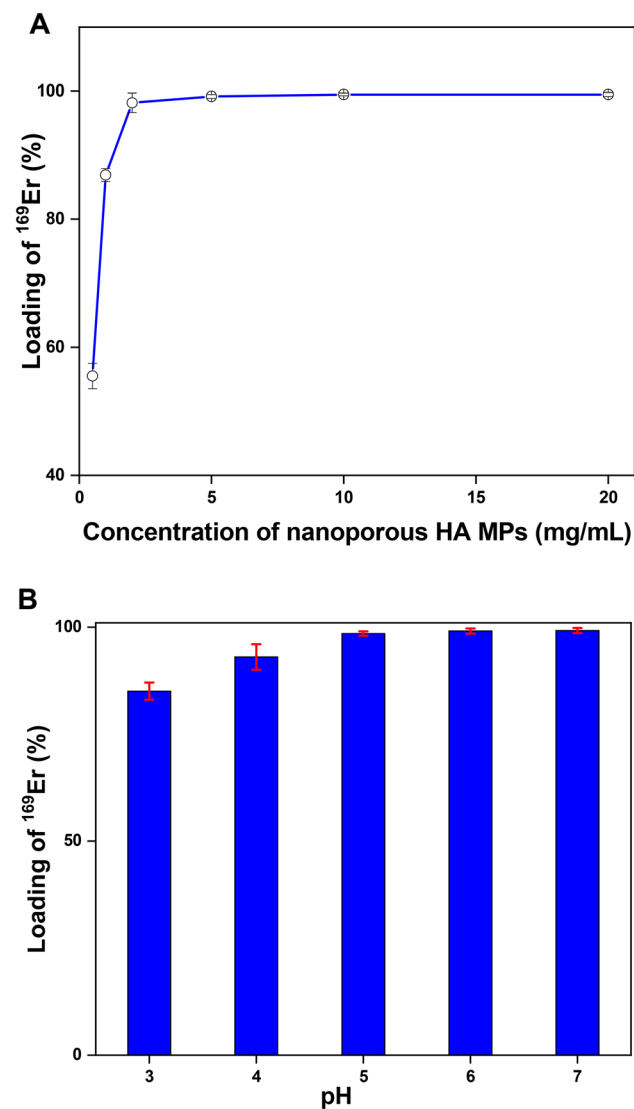 A
Loading of ¹⁶⁹Er (%)
100
80
60
40
0 5 10 15 20
Concentration of nanoporous HA MPs (mg/mL)
B
Loading of ¹⁶⁹Er (%)
100
50
0
3 4 5 6 7
pH